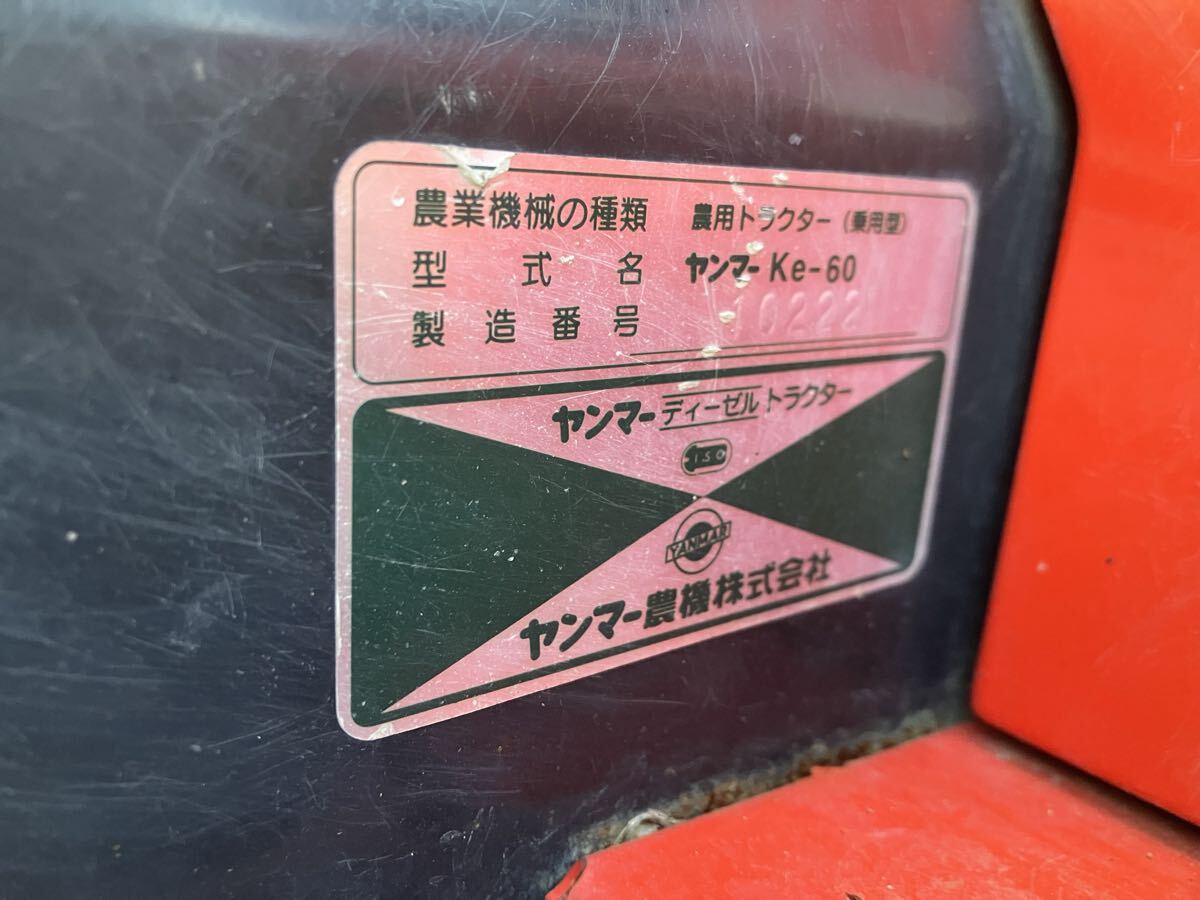 農業機械の種類 農用トラクター（乗用型）
型式名 ヤンマー Ke-60
製造番号 10222
ヤンマーディーゼルトラクター
ISO
YANMAR
ヤンマー農機株式会社